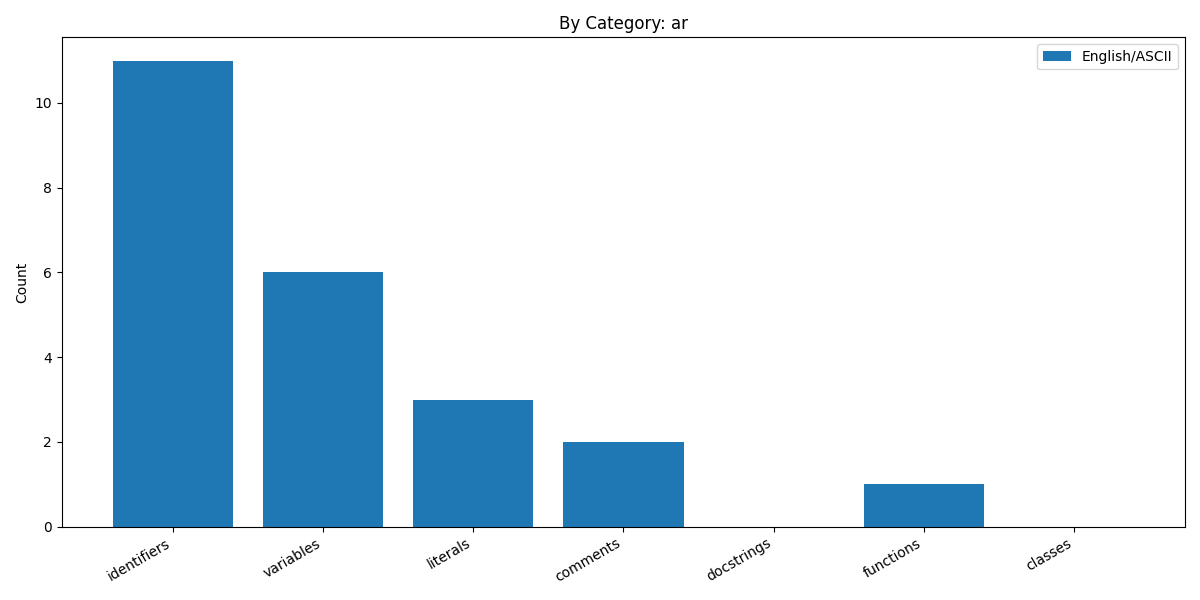 By Category: ar
English/ASCII
Count
10
8
6
4
2
0
identifiers
variables
literals
comments
docstrings
functions
classes